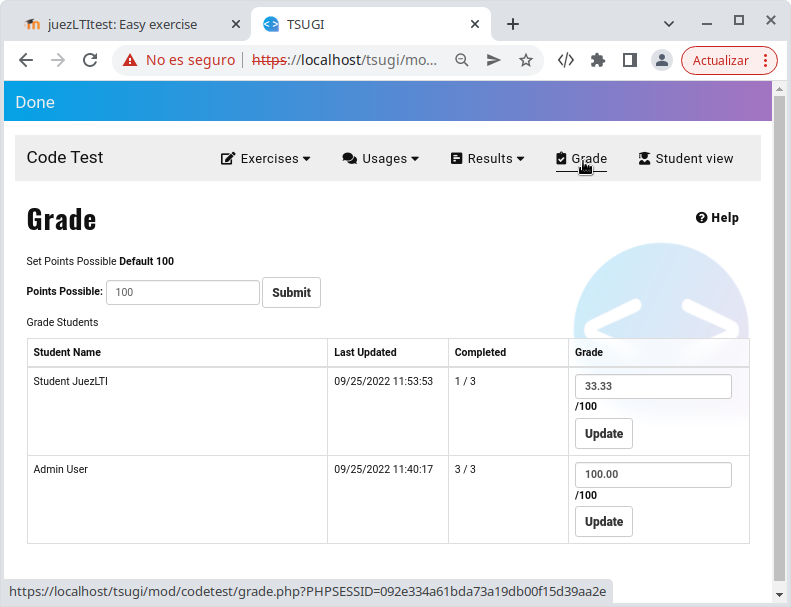 juezLTItest: Easy exercise
TSUGI
No es seguro
https://localhost/tsugi/mo...
Actualizar
Done
Code Test
Exercises
Usages
Results
Grade
Student view
Grade
Help
Set Points Possible Default 100
Points Possible: 100 Submit
Grade Students
Student Name Last Updated Completed Grade
Student JuezLTI 09/25/2022 11:53:53 1 / 3 33.33
/100
Update
Admin User 09/25/2022 11:40:17 3 / 3 100.00
/100
Update
https://localhost/tsugi/mod/codetest/grade.php?PHPSESSID=092e334a61bda73a19db00f15d39aa2e